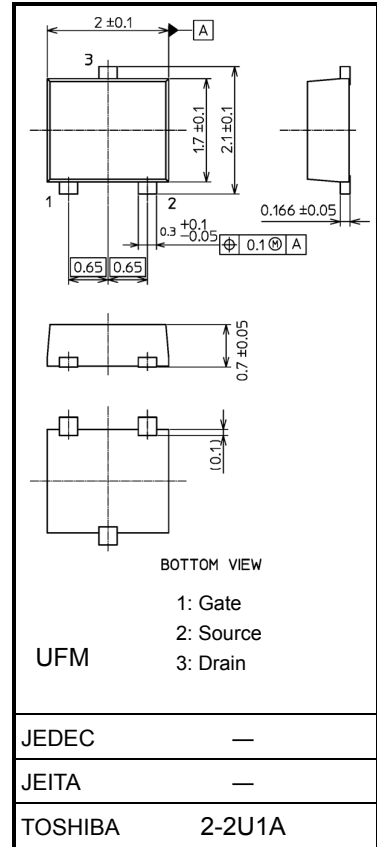 2 ±0.1
A
3
1.7 ±0.1
2.1 ±0.1
1
2
0.166 ±0.05
0.3 +0.1 −0.05
⌖ 0.1 Ⓜ A
0.65 0.65
0.7 ±0.05
(0.1)
BOTTOM VIEW
1: Gate
2: Source
UFM
3: Drain
JEDEC —
JEITA —
TOSHIBA 2-2U1A